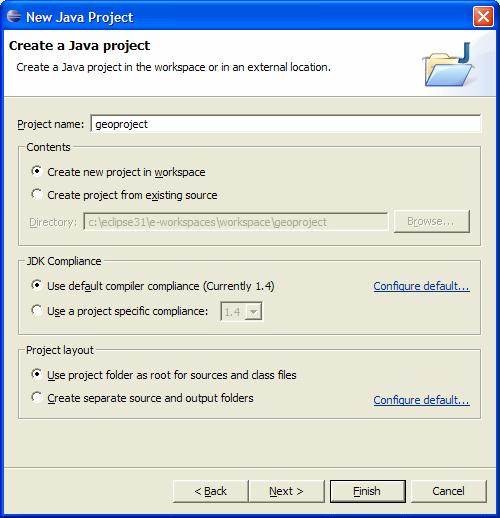 New Java Project
Create a Java project
Create a Java project in the workspace or in an external location.
Project name: geoproject
Contents
Create new project in workspace
Create project from existing source
Directory: c:\eclipse31\e-workspaces\workspace\geoproject Browse...
JDK Compliance
Use default compiler compliance (Currently 1.4) Configure default...
Use a project specific compliance: 1.4
Project layout
Use project folder as root for sources and class files
Create separate source and output folders Configure default...
< Back Next > Finish Cancel